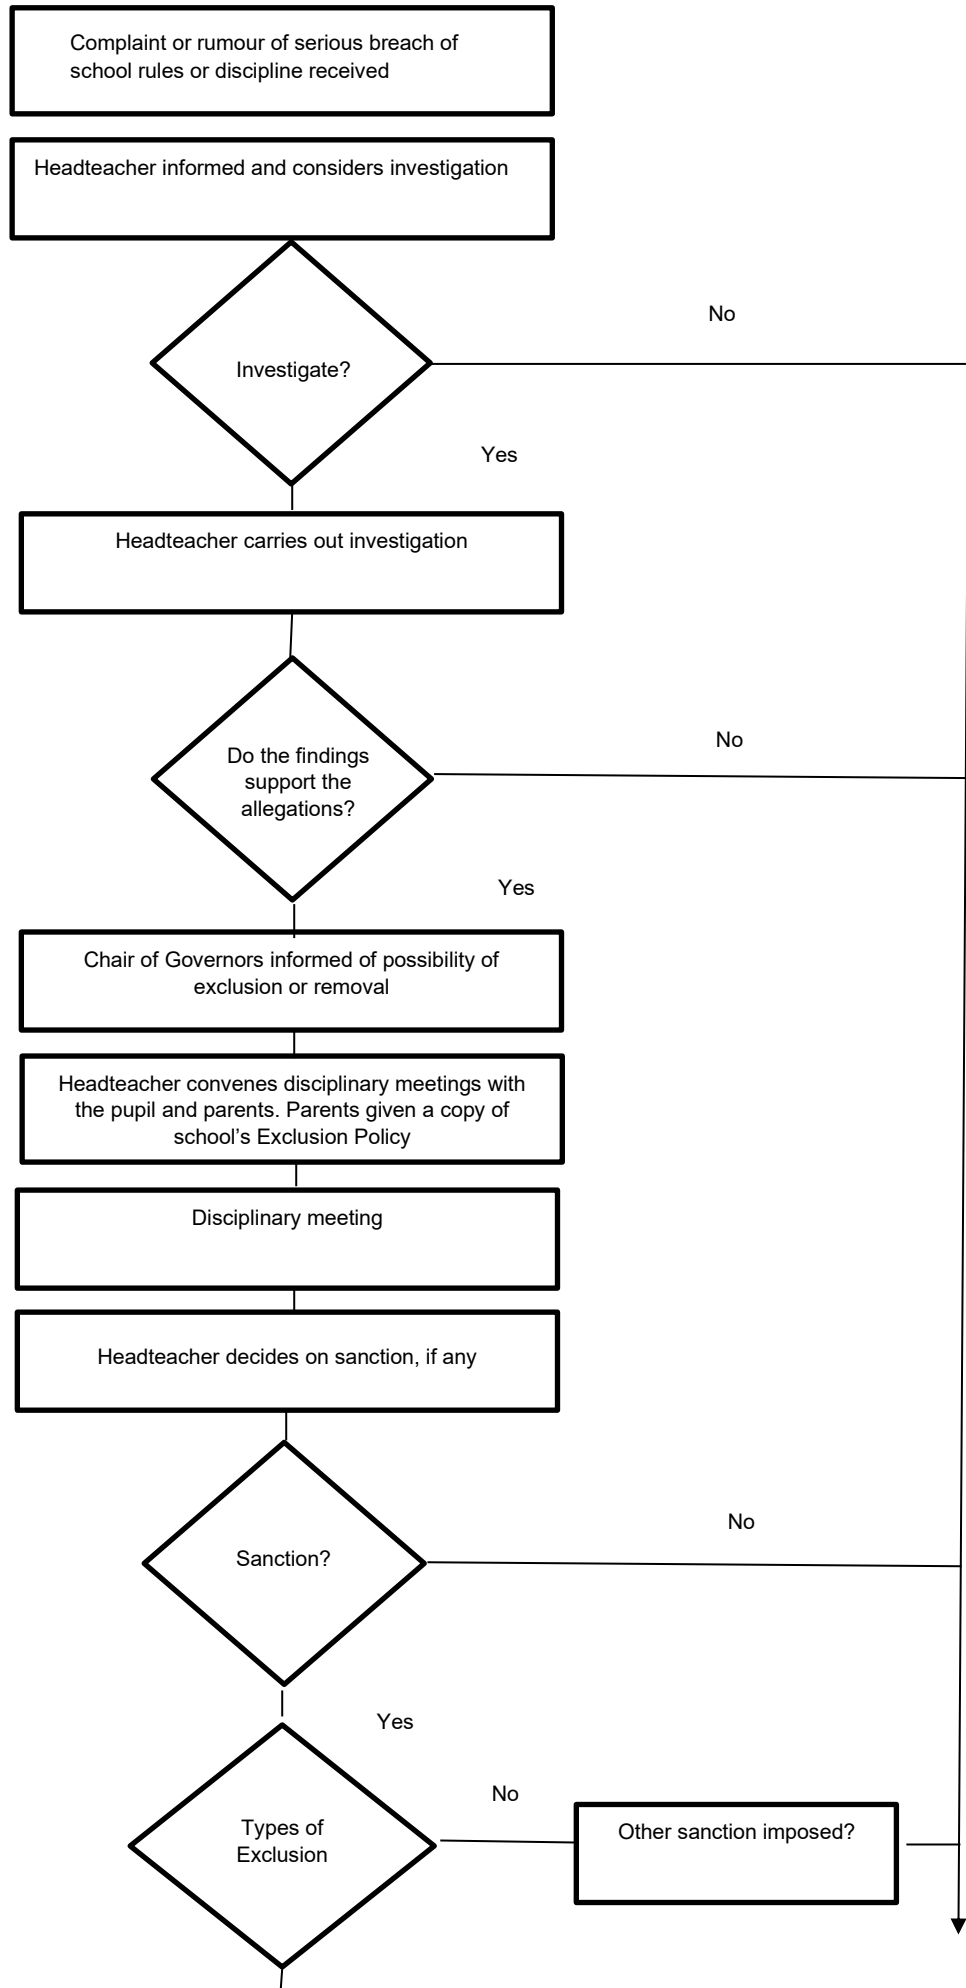 Complaint or rumour of serious breach of
school rules or discipline received
Headteacher informed and considers investigation
No
Investigate?
Yes
Headteacher carries out investigation
No
Do the findings
support the
allegations?
Yes
Chair of Governors informed of possibility of
exclusion or removal
Headteacher convenes disciplinary meetings with
the pupil and parents. Parents given a copy of
school’s Exclusion Policy
Disciplinary meeting
Headteacher decides on sanction, if any
No
Sanction?
Yes
No
Types of
Exclusion
Other sanction imposed?